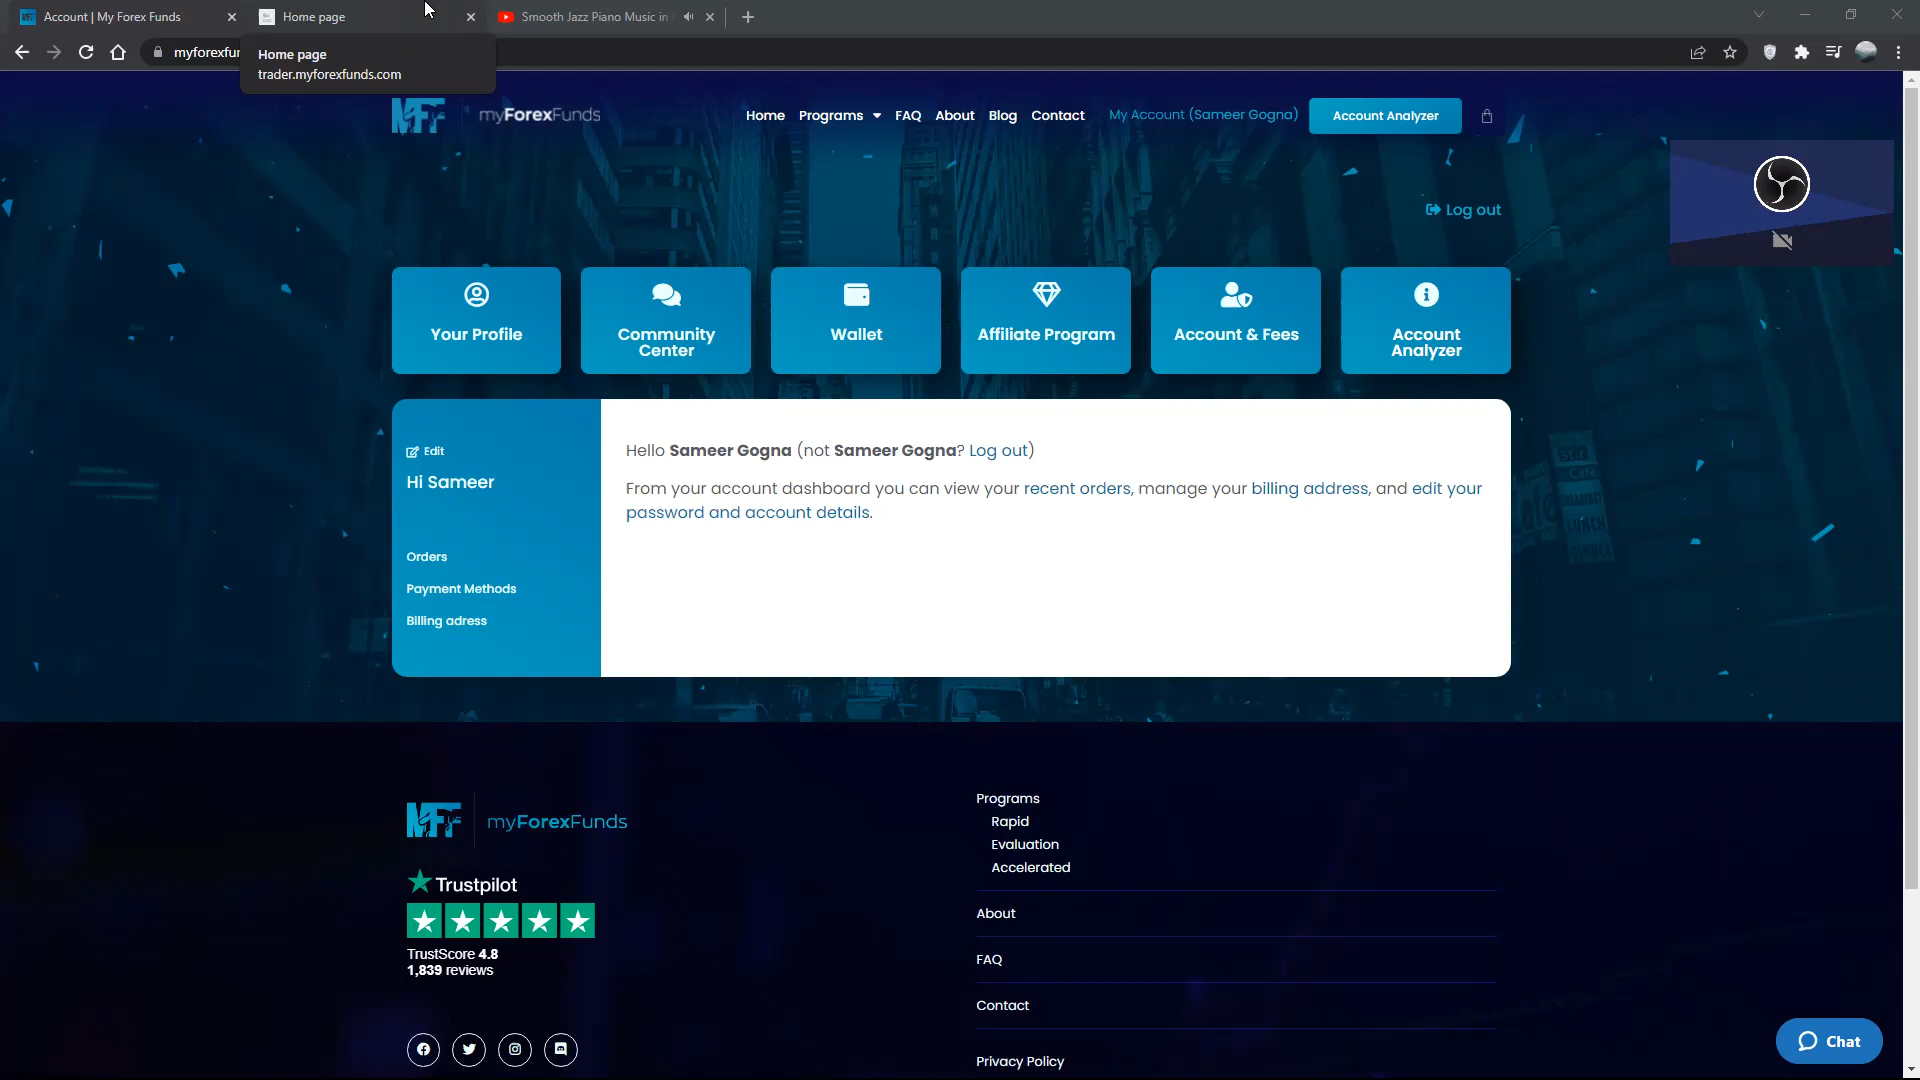 Account | My Forex Funds
Home page
Smooth Jazz Piano Music in
myforexfun
Home page
trader.myforexfunds.com
MFF myForexFunds
Home Programs FAQ About Blog Contact My Account (Sameer Gogna) Account Analyzer
Log out
Your Profile
Community
Center
Wallet
Affiliate Program
Account & Fees
Account
Analyzer
Edit
Hi Sameer
Orders
Payment Methods
Billing adress
Hello Sameer Gogna (not Sameer Gogna? Log out)
From your account dashboard you can view your recent orders, manage your billing address, and edit your
password and account details.
MFF myForexFunds
Trustpilot
TrustScore 4.8
1,839 reviews
Programs
Rapid
Evaluation
Accelerated
About
FAQ
Contact
Privacy Policy
Chat